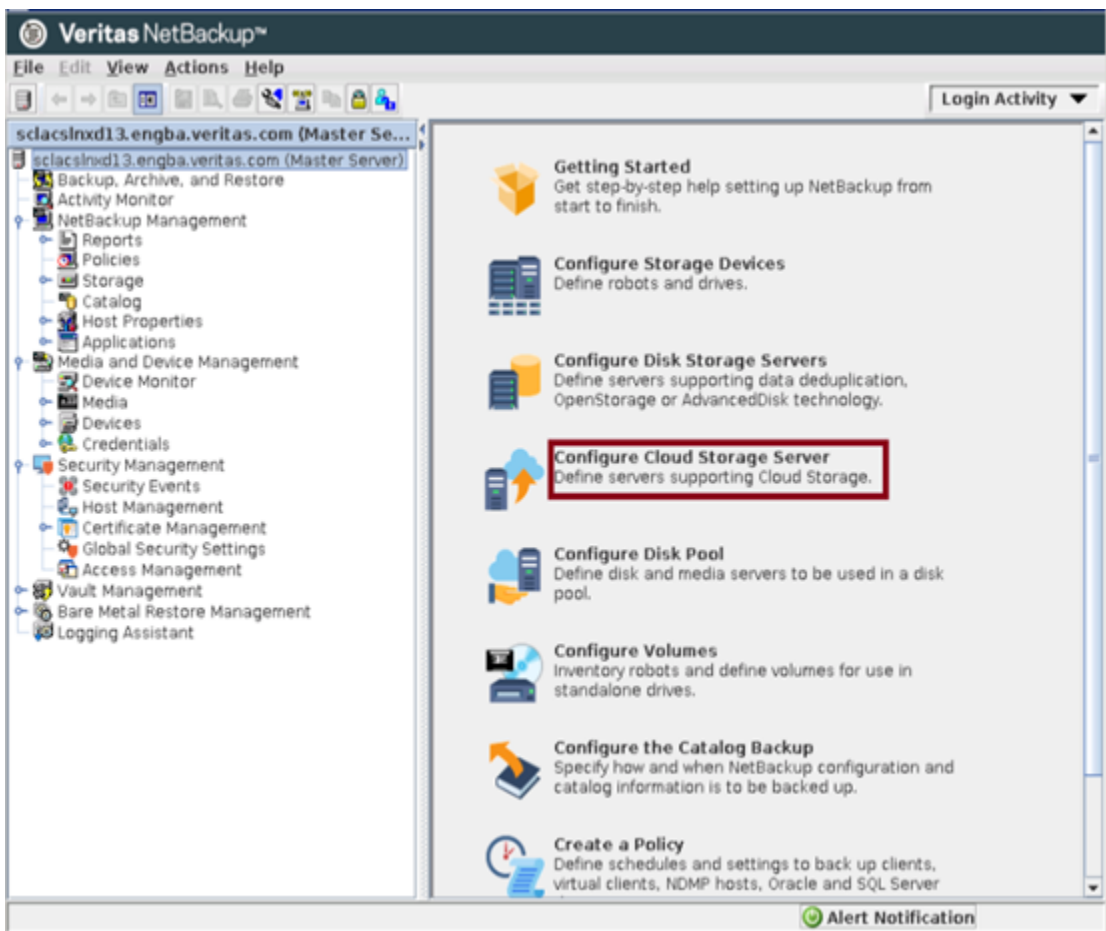 Veritas NetBackup™
File Edit View Actions Help
Login Activity
sclacslnxd13.engba.veritas.com (Master Se...
sclacslnxd13.engba.veritas.com (Master Server)
Backup, Archive, and Restore
Activity Monitor
NetBackup Management
Reports
Policies
Storage
Catalog
Host Properties
Applications
Media and Device Management
Device Monitor
Media
Devices
Credentials
Security Management
Security Events
Host Management
Certificate Management
Global Security Settings
Access Management
Vault Management
Bare Metal Restore Management
Logging Assistant
Getting Started
Get step-by-step help setting up NetBackup from
start to finish.
Configure Storage Devices
Define robots and drives.
Configure Disk Storage Servers
Define servers supporting data deduplication,
OpenStorage or AdvancedDisk technology.
Configure Cloud Storage Server
Define servers supporting Cloud Storage.
Configure Disk Pool
Define disk and media servers to be used in a disk
pool.
Configure Volumes
Inventory robots and define volumes for use in
standalone drives.
Configure the Catalog Backup
Specify how and when NetBackup configuration and
catalog information is to be backed up.
Create a Policy
Define schedules and settings to back up clients,
virtual clients, NDMP hosts, Oracle and SQL Server
Alert Notification